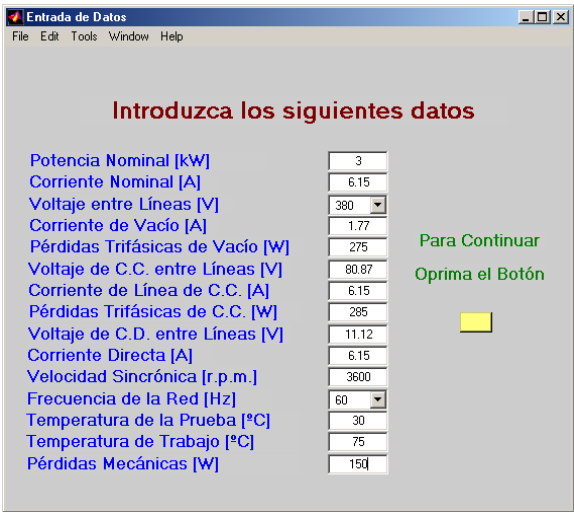 Entrada de Datos
File Edit Tools Window Help
Introduzca los siguientes datos
Potencia Nominal [kW] 3
Corriente Nominal [A] 6.15
Voltaje entre Líneas [V] 380
Corriente de Vacío [A] 1.77
Pérdidas Trifásicas de Vacío [W] 275
Voltaje de C.C. entre Líneas [V] 80.87
Corriente de Línea de C.C. [A] 6.15
Pérdidas Trifásicas de C.C. [W] 285
Voltaje de C.D. entre Líneas [V] 11.12
Corriente Directa [A] 6.15
Velocidad Sincrónica [r.p.m.] 3600
Frecuencia de la Red [Hz] 60
Temperatura de la Prueba [ºC] 30
Temperatura de Trabajo [ºC] 75
Pérdidas Mecánicas [W] 150
Para Continuar
Oprima el Botón